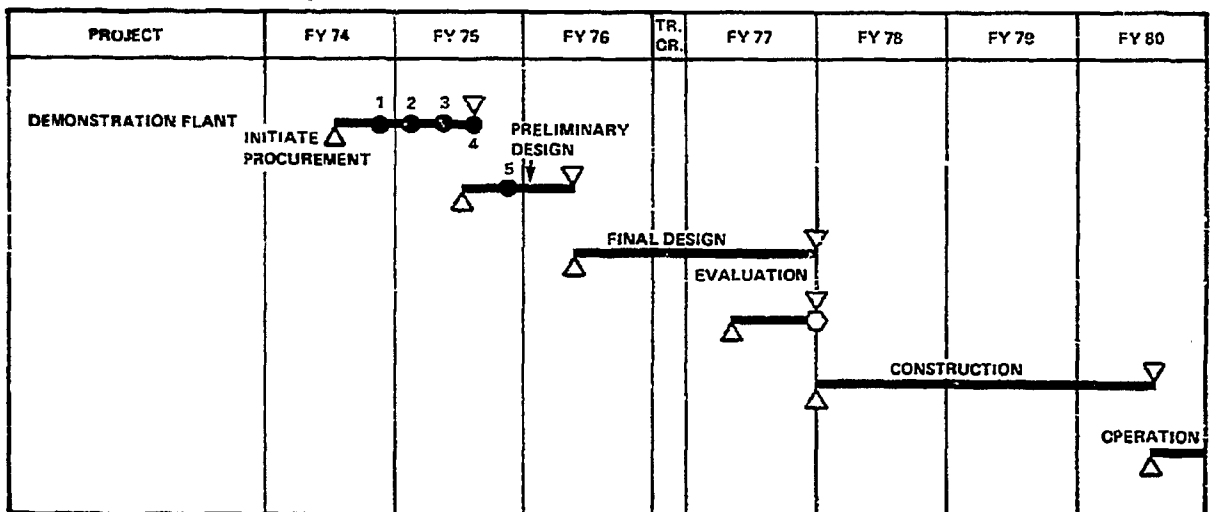 PROJECT FY 74 FY 75 FY 76 TR. QR. FY 77 FY 78 FY 79 FY 80
1 2 3
DEMONSTRATION PLANT
INITIATE
PROCUREMENT
4
PRELIMINARY
DESIGN
5
FINAL DESIGN
EVALUATION
CONSTRUCTION
OPERATION